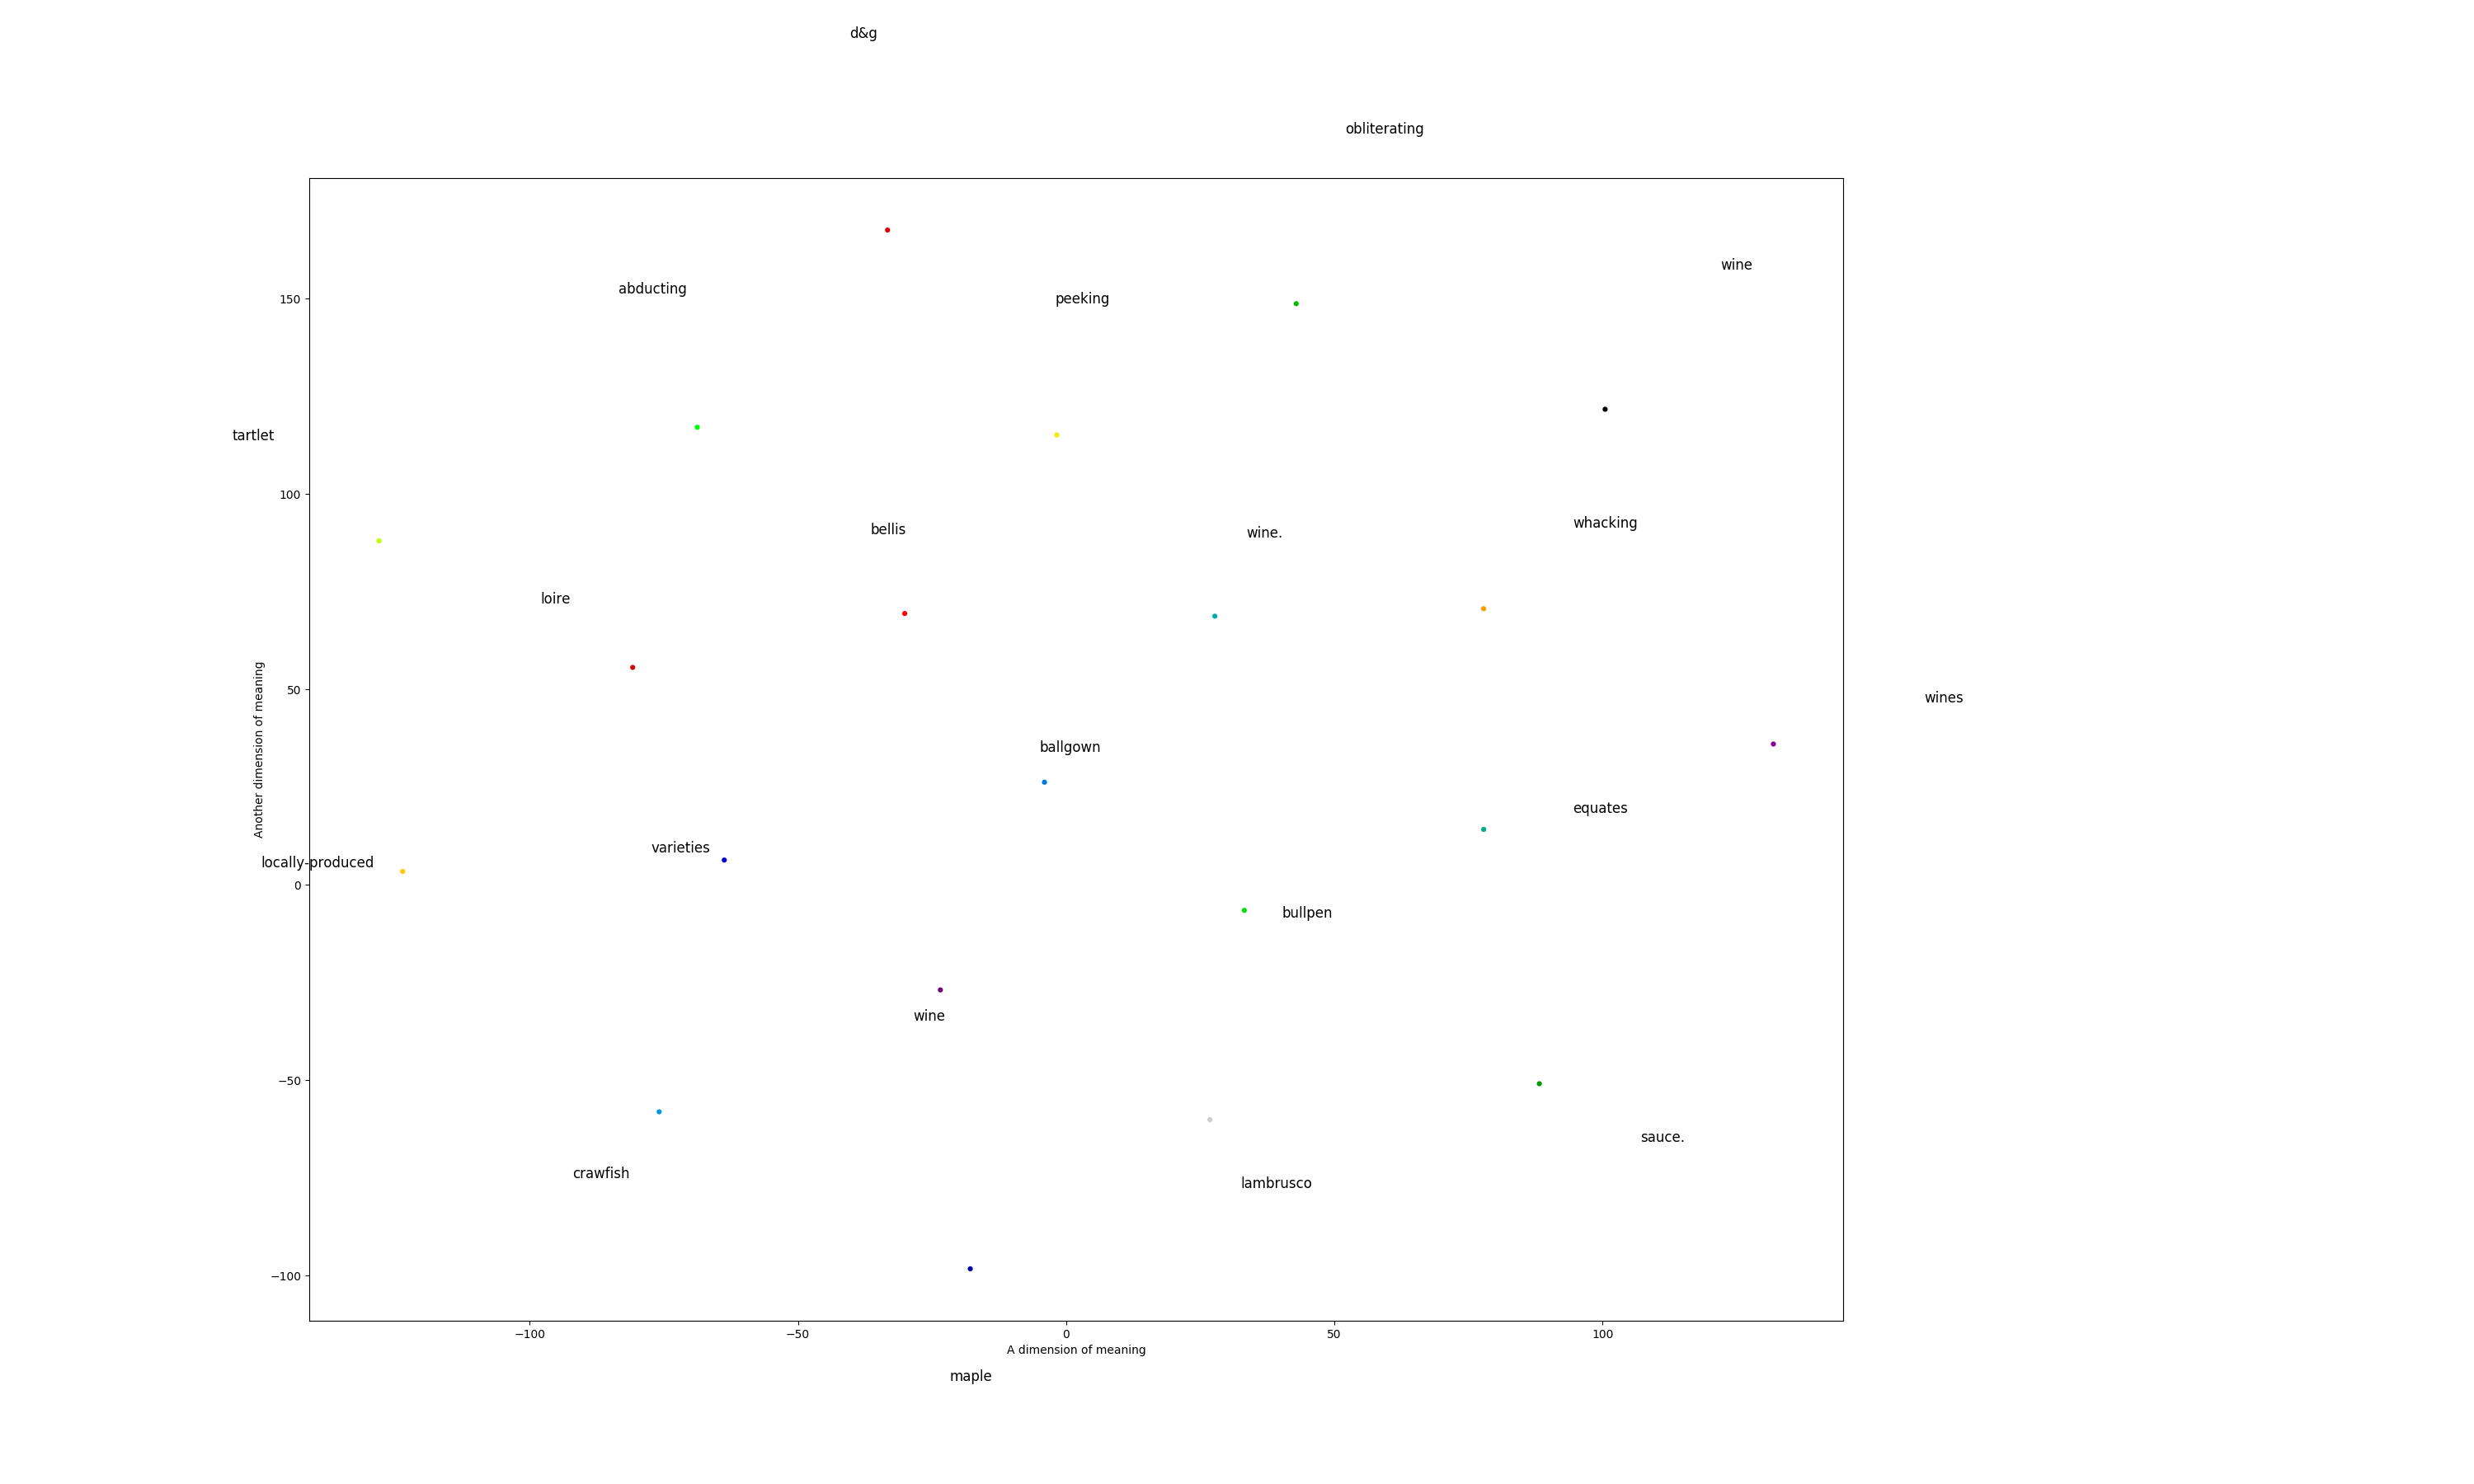 d&g
obliterating
wine
abducting
peeking
150
tartlet
100
whacking
bellis
wine.
loire
50
wines
ballgown
Another dimension of meaning
equates
varieties
locally-produced
0
bullpen
wine
−50
sauce.
crawfish
lambrusco
−100
−100 −50 0 50 100
A dimension of meaning
maple